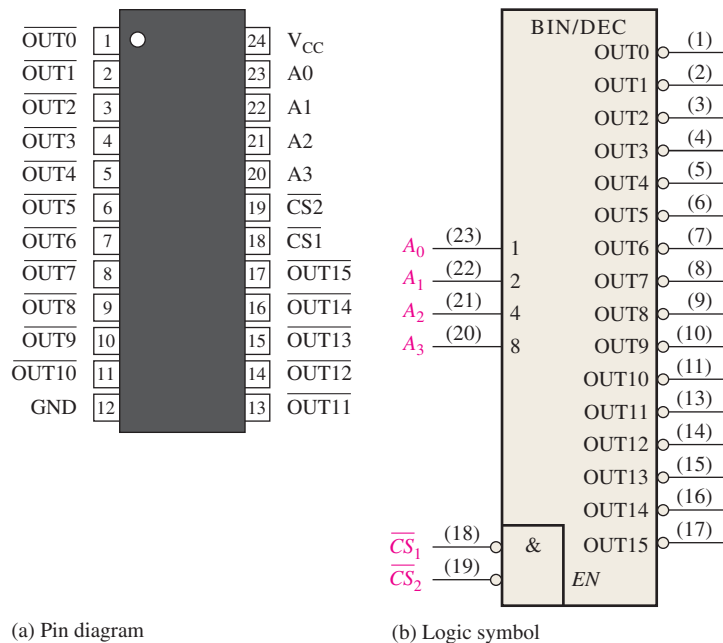 OUT0 1 24 VCC
OUT1 2 23 A0
OUT2 3 22 A1
OUT3 4 21 A2
OUT4 5 20 A3
OUT5 6 19 CS2
OUT6 7 18 CS1
OUT7 8 17 OUT15
OUT8 9 16 OUT14
OUT9 10 15 OUT13
OUT10 11 14 OUT12
GND 12 13 OUT11
(a) Pin diagram
BIN/DEC
OUT0 (1)
OUT1 (2)
OUT2 (3)
OUT3 (4)
OUT4 (5)
OUT5 (6)
A0 (23) 1 OUT6 (7)
A1 (22) 2 OUT7 (8)
A2 (21) 4 OUT8 (9)
A3 (20) 8 OUT9 (10)
OUT10 (11)
OUT11 (13)
OUT12 (14)
OUT13 (15)
OUT14 (16)
CS1 (18) & OUT15 (17)
CS2 (19) EN
(b) Logic symbol